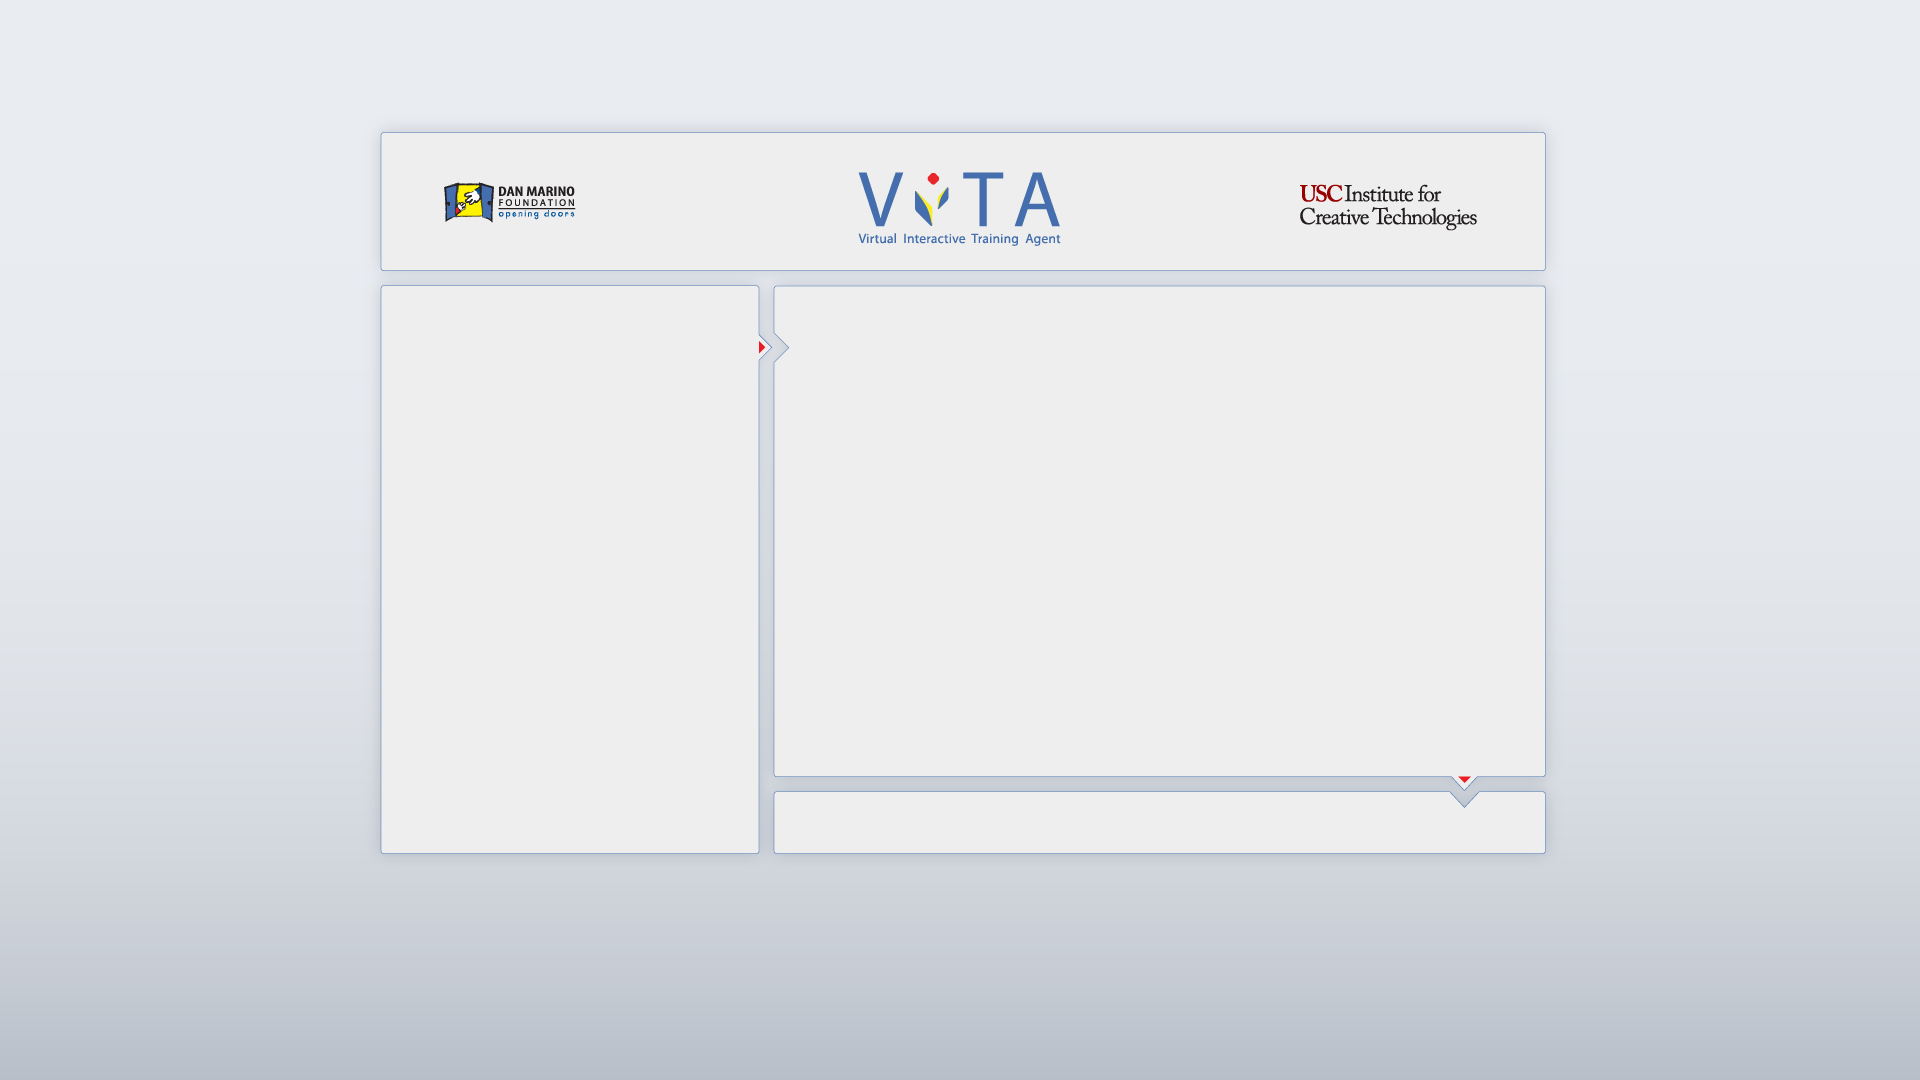 DAN MARINO
FOUNDATION
opening doors
ViTA
Virtual Interactive Training Agent
USC Institute for
Creative Technologies